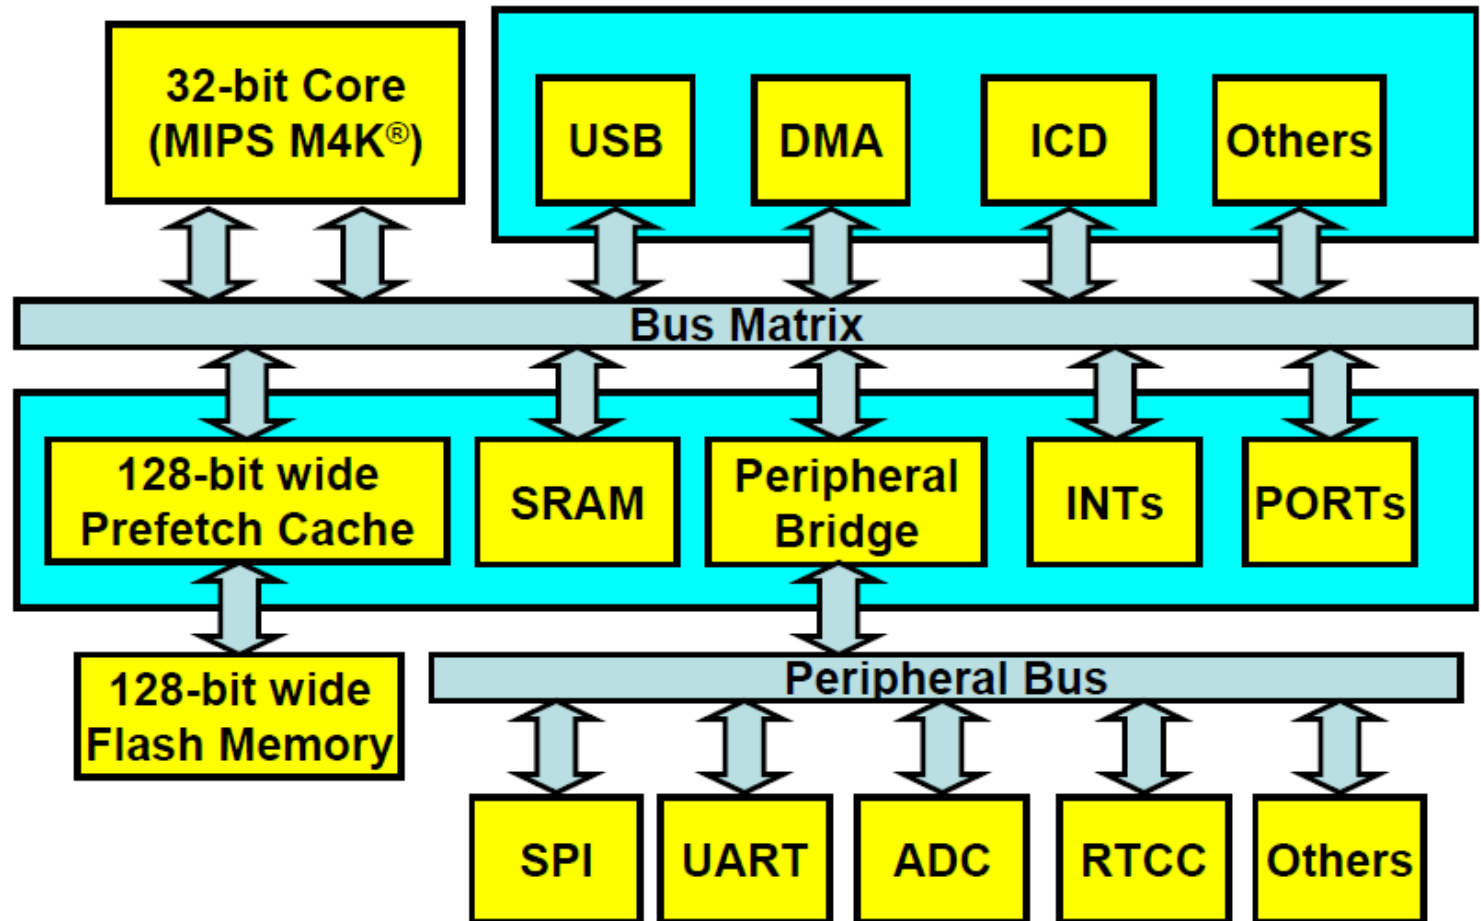 32-bit Core
(MIPS M4K®)
USB
DMA
ICD
Others
Bus Matrix
128-bit wide
Prefetch Cache
SRAM
Peripheral
Bridge
INTs
PORTs
128-bit wide
Flash Memory
Peripheral Bus
SPI
UART
ADC
RTCC
Others